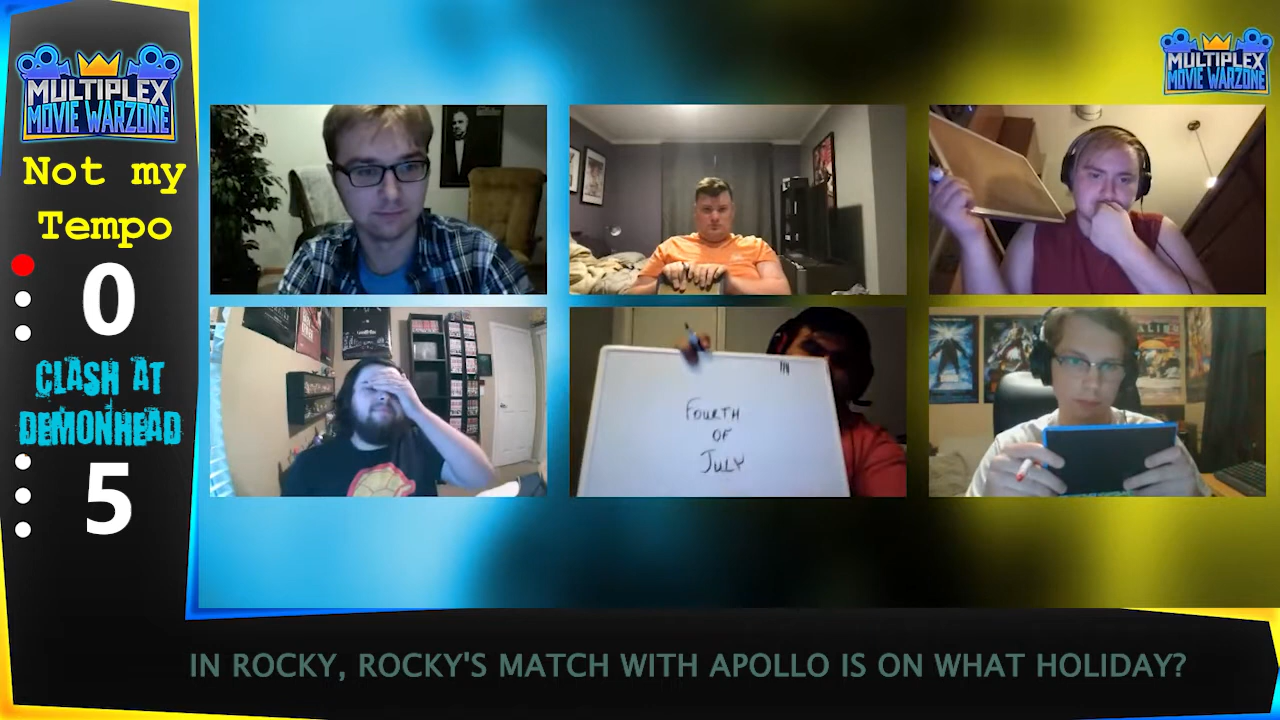 MULTIPLEX
MOVIE WARZONE
Not my
Tempo
0
CLASH AT
DEMONHEAD
5
MULTIPLEX
MOVIE WARZONE
FOURTH
OF
JULY
IN ROCKY, ROCKY'S MATCH WITH APOLLO IS ON WHAT HOLIDAY?